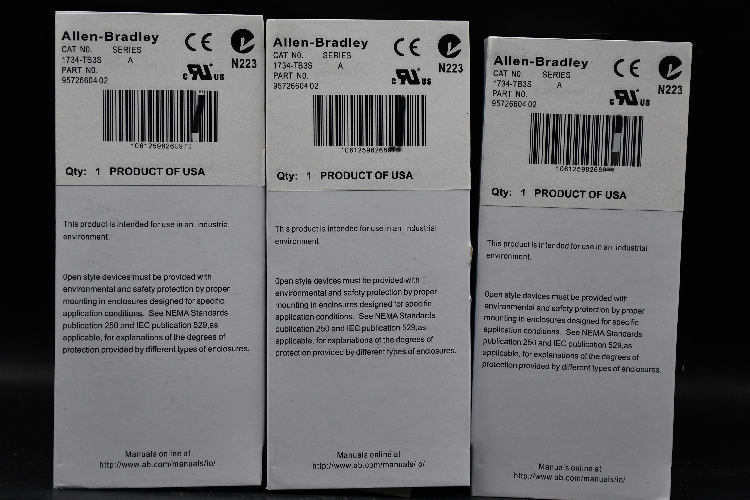 Allen-Bradley
CAT NO. SERIES
1734-TB3S A
PART NO.
95726604 02
CE
N223
c RU US
Qty: 1 PRODUCT OF USA
This product is intended for use in an industrial
environment.
Open style devices must be provided with
environmental and safety protection by proper
mounting in enclosures designed for specific
application conditions. See NEMA Standards
publication 250 and IEC publication 529,as
applicable, for explanations of the degrees of
protection provided by different types of enclosures.
Manuals online at
http://www.ab.com/manuals/io/
Allen-Bradley
CAT NO. SERIES
1734-TB3S A
PART NO.
95726604 02
CE
N223
c RU US
Qty: 1 PRODUCT OF USA
This product is intended for use in an industrial
environment.
Open style devices must be provided with
environmental and safety protection by proper
mounting in enclosures designed for specific
application conditions. See NEMA Standards
publication 250 and IEC publication 529,as
applicable, for explanations of the degrees of
protection provided by different types of enclosures.
Manuals online at
http://www.ab.com/manuals/io/
Allen-Bradley
CAT NO. SERIES
1734-TB3S A
PART NO.
95726604 02
CE
N223
c RU US
Qty: 1 PRODUCT OF USA
This product is intended for use in an industrial
environment.
Open style devices must be provided with
environmental and safety protection by proper
mounting in enclosures designed for specific
application conditions. See NEMA Standards
publication 250 and IEC publication 529,as
applicable, for explanations of the degrees of
protection provided by different types of enclosures.
Manuals online at
http://www.ab.com/manuals/io/